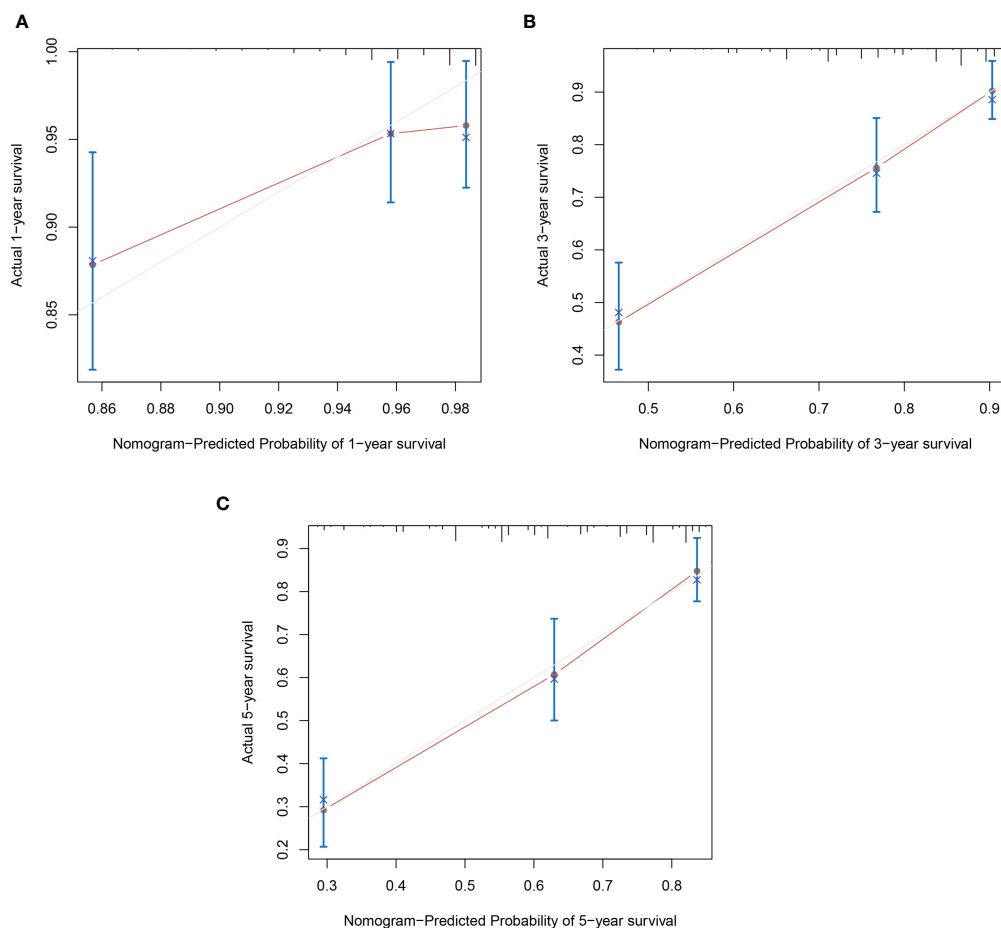 A
Actual 1−year survival
1.00
0.95
0.90
0.85
0.86 0.88 0.90 0.92 0.94 0.96 0.98
Nomogram−Predicted Probability of 1−year survival
B
Actual 3−year survival
0.9
0.8
0.7
0.6
0.5
0.4
0.5 0.6 0.7 0.8 0.9
Nomogram−Predicted Probability of 3−year survival
C
Actual 5−year survival
0.9
0.8
0.7
0.6
0.5
0.4
0.3
0.2
0.3 0.4 0.5 0.6 0.7 0.8
Nomogram−Predicted Probability of 5−year survival